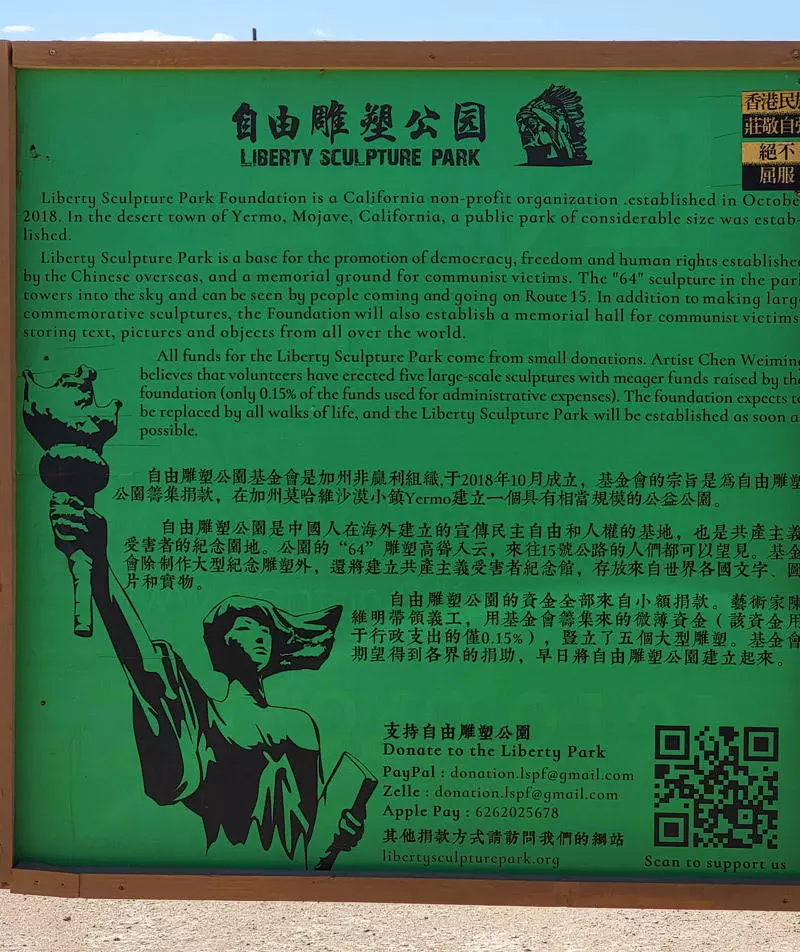 自由雕塑公园
LIBERTY SCULPTURE PARK
香港民
莊敬自
絕不
屈服
Liberty Sculpture Park Foundation is a California non-profit organization .established in Octobe
2018. In the desert town of Yermo, Mojave, California, a public park of considerable size was estab-
lished.
Liberty Sculpture Park is a base for the promotion of democracy, freedom and human rights established
by the Chinese overseas, and a memorial ground for communist victims. The "64" sculpture in the park
towers into the sky and can be seen by people coming and going on Route 15. In addition to making large
commemorative sculptures, the Foundation will also establish a memorial hall for communist victims
storing text, pictures and objects from all over the world.
All funds for the Liberty Sculpture Park come from small donations. Artist Chen Weiming
believes that volunteers have erected five large-scale sculptures with meager funds raised by the
foundation (only 0.15% of the funds used for administrative expenses). The foundation expects to
be replaced by all walks of life, and the Liberty Sculpture Park will be established as soon a
possible.
自由雕塑公園基金會是加州非贏利組織,于2018年10月成立，基金會的宗旨是爲自由雕塑
公園籌集捐款，在加州莫哈維沙漠小鎮Yermo建立一個具有相當規模的公益公園。
自由雕塑公園是中國人在海外建立的宣傳民主自由和人權的基地，也是共產主義
受害者的紀念園地。公園的“64”雕塑高聳入云，來往15號公路的人們都可以望見。基金
會除制作大型紀念雕塑外，還將建立共產主義受害者紀念館，存放來自世界各國文字、圖
片和實物。
自由雕塑公園的資金全部來自小額捐款。藝術家陳
維明帶領義工，用基金會籌集來的微薄資金（該資金用
于行政支出的僅0.15%），豎立了五個大型雕塑。基金會
期望得到各界的捐助，早日將自由雕塑公園建立起來。
支持自由雕塑公園
Donate to the Liberty Park
PayPal : donation.lspf@gmail.com
Zelle : donation.lspf@gmail.com
Apple Pay : 6262025678
其他捐款方式請訪問我們的網站
libertysculpturepark.org
Scan to support us